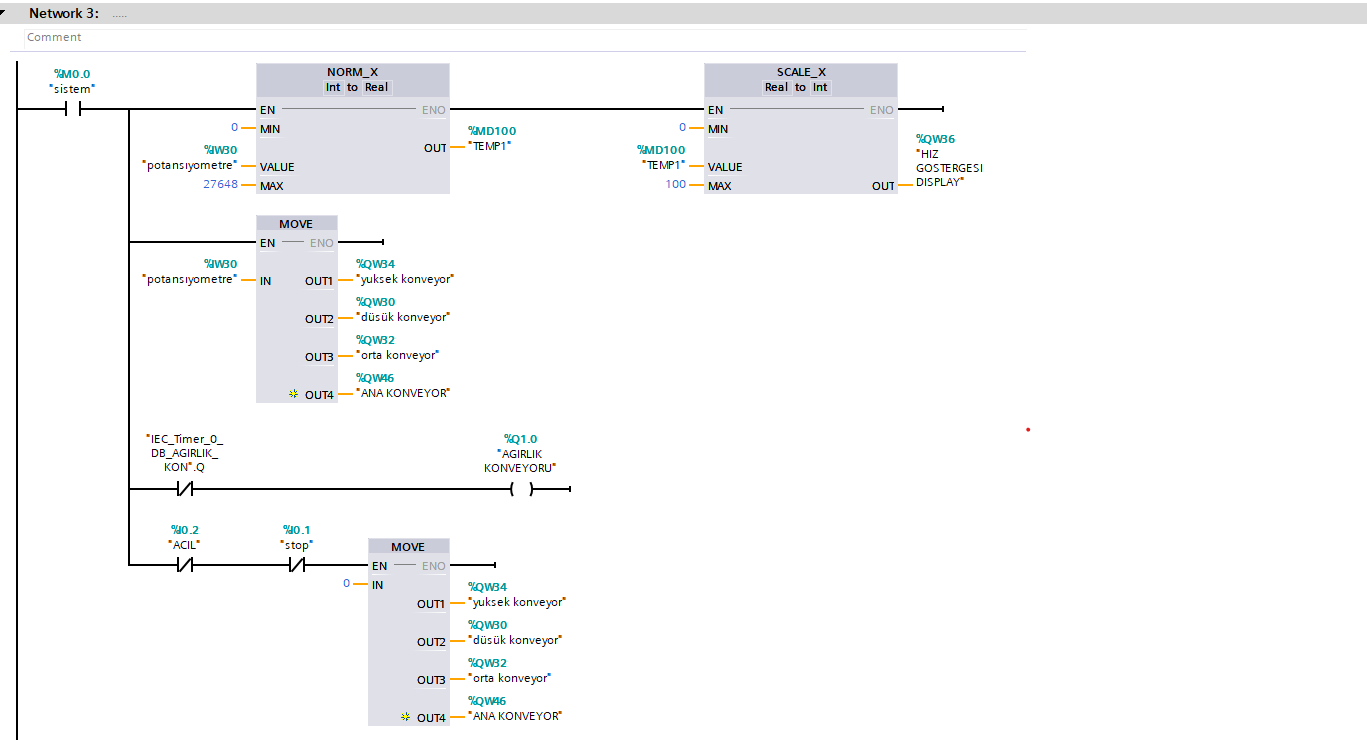 Network 3: .....
Comment
%M0.0
"sistem"
NORM_X
Int to Real
EN
ENO
0
MIN
%IW30
"potansıyometre"
VALUE
27648
MAX
OUT
%MD100
"TEMP1"
SCALE_X
Real to Int
EN
ENO
0
MIN
%MD100
"TEMP1"
VALUE
100
MAX
OUT
%QW36
"HIZ
GOSTERGESI
DISPLAY"
MOVE
EN
ENO
%IW30
"potansıyometre"
IN
OUT1
%QW34
"yuksek konveyor"
OUT2
%QW30
"düsük konveyor"
OUT3
%QW32
"orta konveyor"
OUT4
%QW46
"ANA KONVEYOR"
"IEC_Timer_0_
DB_AGIRLIK_
KON".Q
%Q1.0
"AGIRLIK
KONVEYORU"
%I0.2
"ACIL"
%I0.1
"stop"
MOVE
EN
ENO
0
IN
OUT1
%QW34
"yuksek konveyor"
OUT2
%QW30
"düsük konveyor"
OUT3
%QW32
"orta konveyor"
OUT4
%QW46
"ANA KONVEYOR"